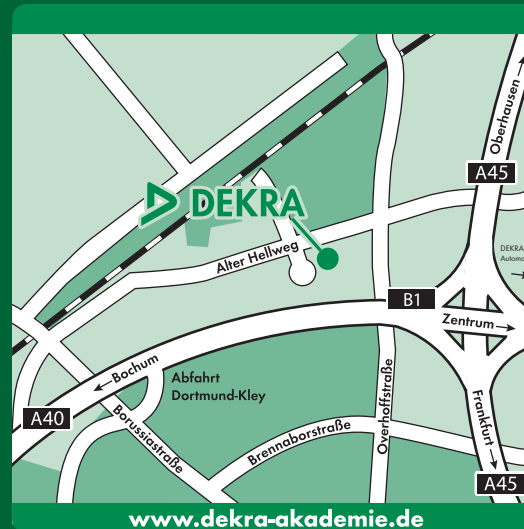 Oberhausen
A45
DEKRA
Alter Hellweg
DEKRA
B1
Zentrum
Bochum
Abfahrt
Dortmund-Kley
A40
Borussiastraße
Brennaborstraße
Overhoffstraße
Frankfurt
A45
www.dekra-akademie.de